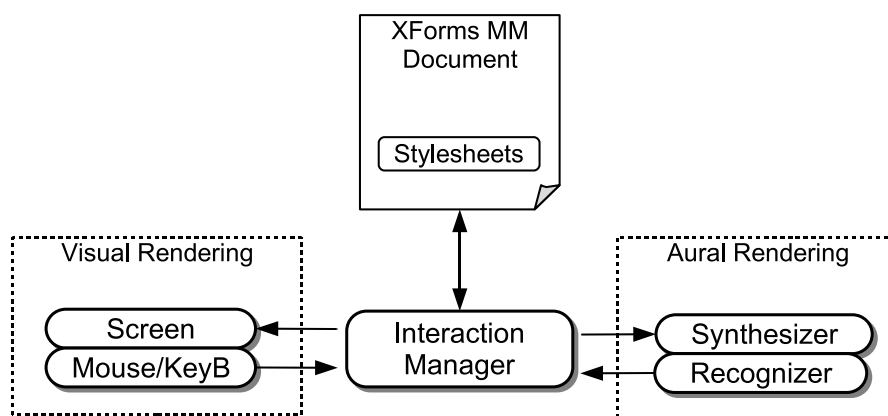 XForms MM
Document
Stylesheets
Visual Rendering
Aural Rendering
Screen
Mouse/KeyB
Interaction
Manager
Synthesizer
Recognizer